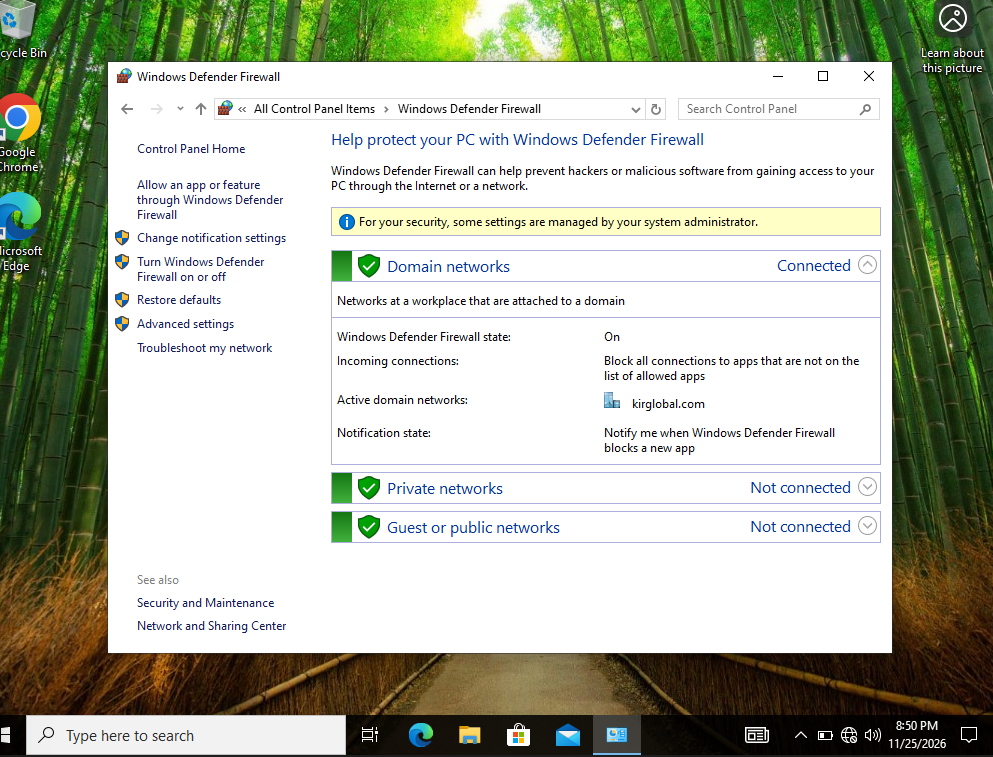 cycle Bin
Google
Chrome
Microsoft
Edge
Learn about
this picture
Windows Defender Firewall
« All Control Panel Items › Windows Defender Firewall
Search Control Panel
Control Panel Home
Allow an app or feature
through Windows Defender
Firewall
Change notification settings
Turn Windows Defender
Firewall on or off
Restore defaults
Advanced settings
Troubleshoot my network
See also
Security and Maintenance
Network and Sharing Center
Help protect your PC with Windows Defender Firewall
Windows Defender Firewall can help prevent hackers or malicious software from gaining access to your
PC through the Internet or a network.
For your security, some settings are managed by your system administrator.
Domain networks Connected
Networks at a workplace that are attached to a domain
Windows Defender Firewall state: On
Incoming connections: Block all connections to apps that are not on the
list of allowed apps
Active domain networks: kirglobal.com
Notification state: Notify me when Windows Defender Firewall
blocks a new app
Private networks Not connected
Guest or public networks Not connected
Type here to search
8:50 PM
11/25/2026